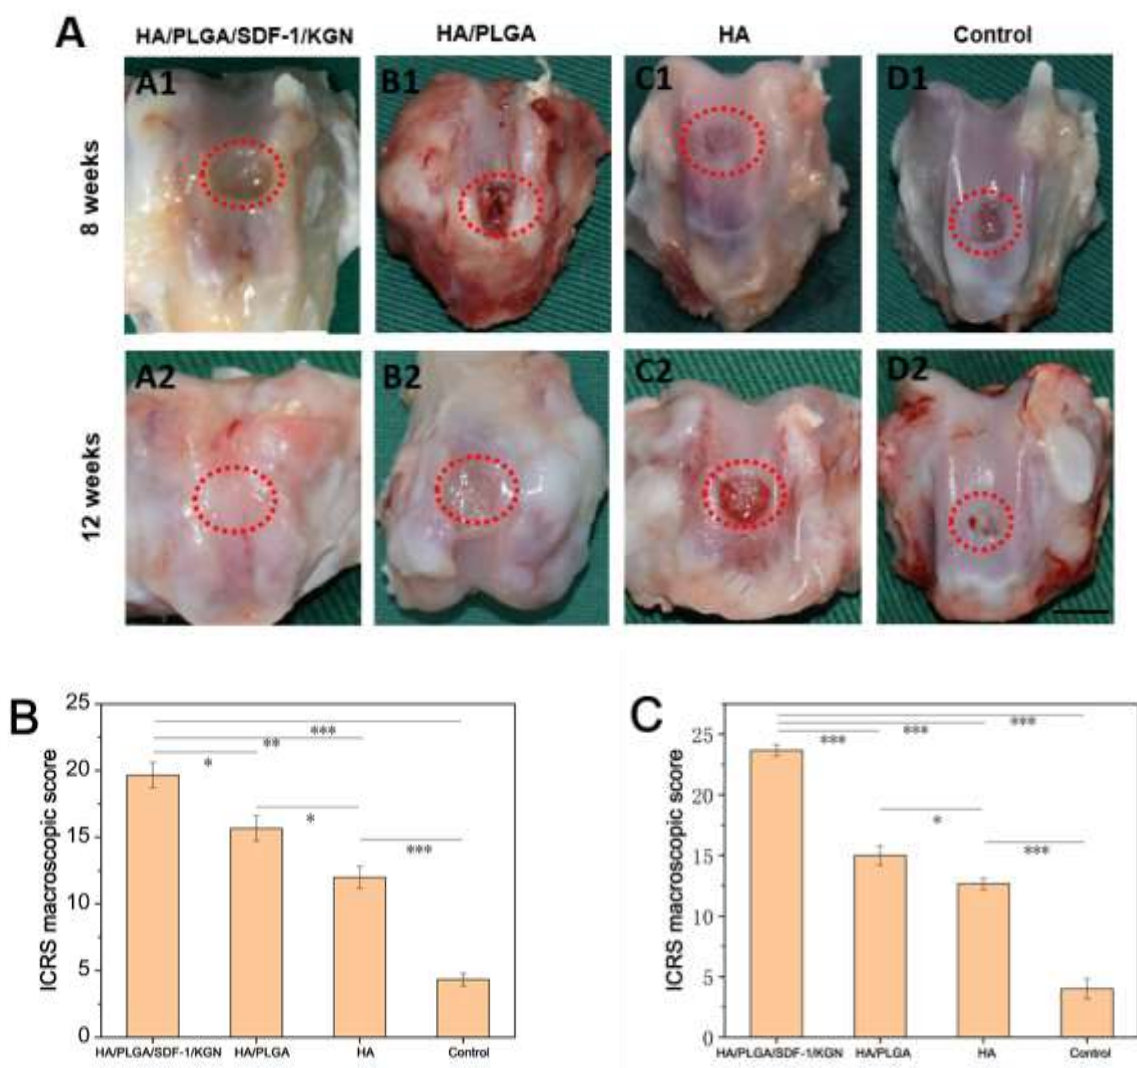 A
HA/PLGA/SDF-1/KGN HA/PLGA HA Control
8 weeks
A1 B1 C1 D1
12 weeks
A2 B2 C2 D2
B
ICRS macroscopic score
25
20
15
10
5
0
***
**
*
*
***
HA/PLGA/SDF-1/KGN HA/PLGA HA Control
C
ICRS macroscopic score
25
20
15
10
5
0
***
***
***
*
***
HA/PLGA/SDF-1/KGN HA/PLGA HA Control